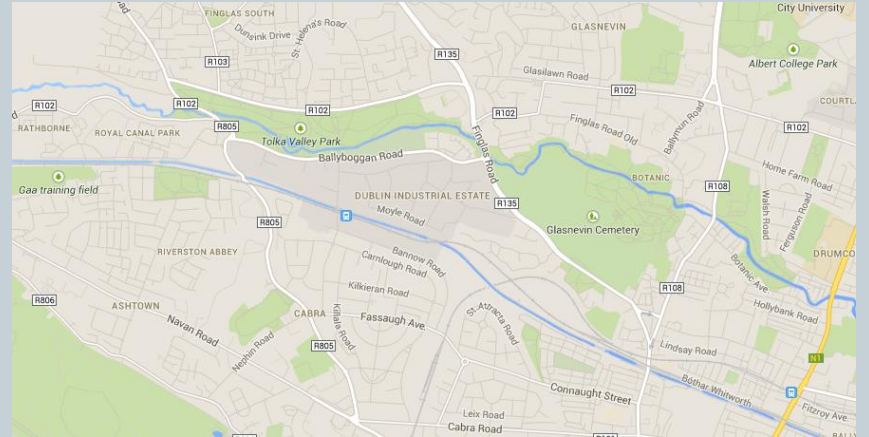 City University
FINGLAS SOUTH
Dunsink Drive
St. Helena's Road
GLASNEVIN
R135
R103
Albert College Park
Glasilawn Road
R102
R102
R102
R102
R102
COURTL
R102
RATHBORNE
ROYAL CANAL PARK
R805
Tolka Valley Park
Finglas Road
Finglas Road Old
Ballymun Road
Ballyboggan Road
Home Farm Road
BOTANIC
Gaa training field
R108
DUBLIN INDUSTRIAL ESTATE
R135
Walsh Road
Ferguson Road
Moyle Road
R805
Glasnevin Cemetery
RIVERSTON ABBEY
Bannow Road
Carnlough Road
DRUMCO
Botanic Ave
Kilkieran Road
R108
R806
ASHTOWN
CABRA
Killala Road
Fassaugh Ave
St. Attracta Road
Hollybank Road
Navan Road
Nephin Road
R805
Lindsay Road
N1
Bóthar Whitworth
Connaught Street
Fitzroy Ave
Leix Road
Cabra Road